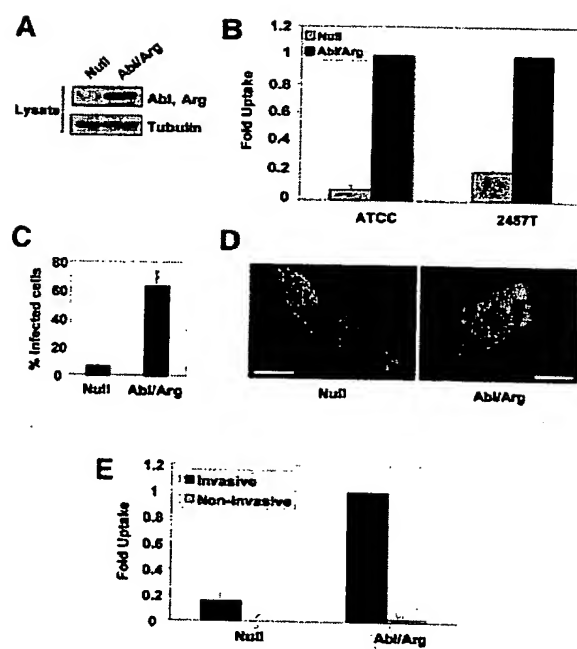 A
Null Abl/Arg
Lysate
Abl, Arg
Tubulin
B
Null
Abl/Arg
Fold Uptake
1.2
1
0.8
0.6
0.4
0.2
0
ATCC 2457T
C
% Infected cells
80
60
40
20
0
Null Abl/Arg
D
Null Abl/Arg
E
Invasive
Non-invasive
Fold Uptake
1.2
1
0.8
0.6
0.4
0.2
0
Null Abl/Arg